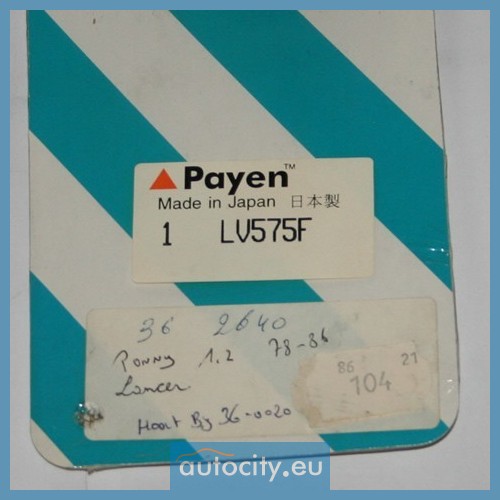 Payen™
Made in Japan 日本製
1 LV575F
36 2640
Ponny 1.2 78-86
Lancer
Hoort By 36-0020
86 21
104
autocity.eu